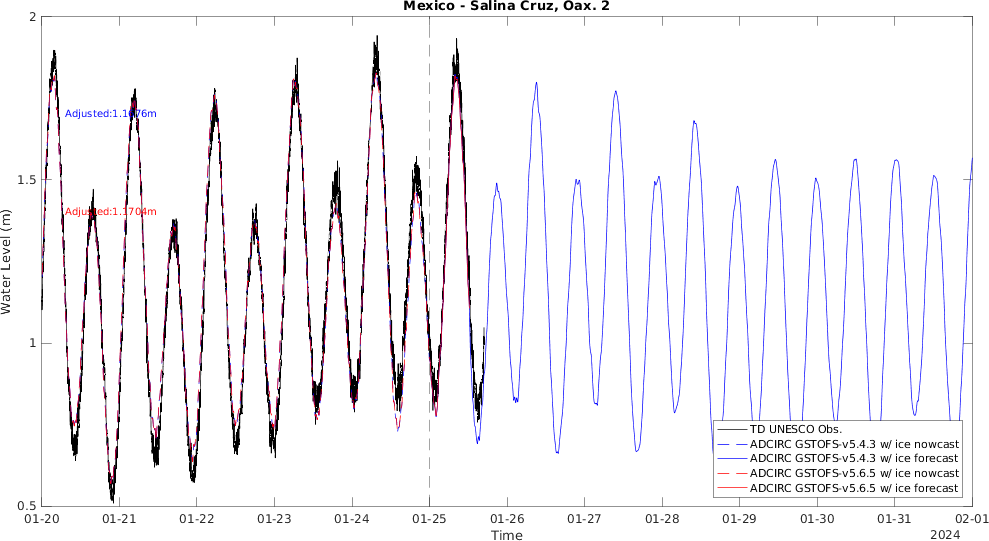 Mexico - Salina Cruz, Oax. 2
2
1.5
1
0.5
Water Level (m)
Adjusted:1.1704m
01-20
01-21
01-22
01-23
01-24
01-25
01-26
01-27
01-28
01-29
01-30
01-31
02-01
Time
2024
TD UNESCO Obs.
ADCIRC GSTOFS-v5.4.3 w/ ice nowcast
ADCIRC GSTOFS-v5.4.3 w/ ice forecast
ADCIRC GSTOFS-v5.6.5 w/ ice nowcast
ADCIRC GSTOFS-v5.6.5 w/ ice forecast